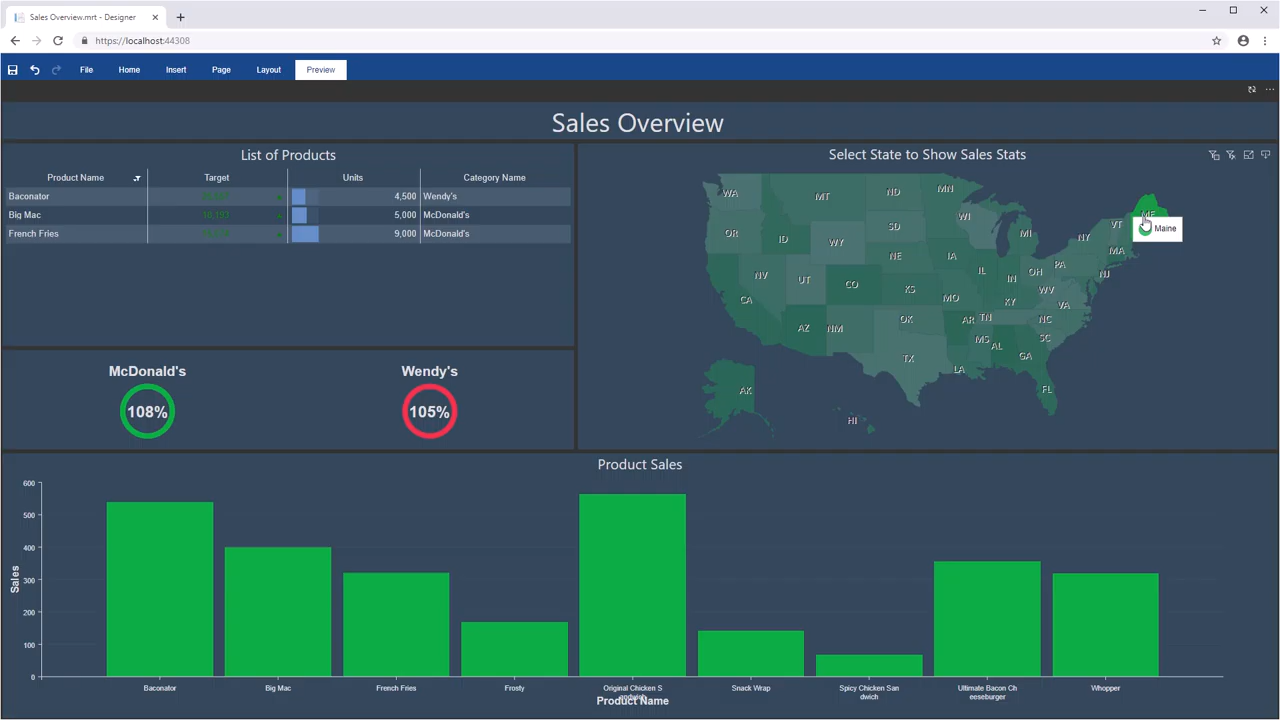 Sales Overview.mrt - Designer
https://localhost:44308
File Home Insert Page Layout Preview
Sales Overview
List of Products
Product Name Target Units Category Name
Baconator 4,500 Wendy's
Big Mac 5,000 McDonald's
French Fries 9,000 McDonald's
McDonald's Wendy's
108% 105%
Select State to Show Sales Stats
WA MT ND MN ME
OR ID WY SD WI MI NY VT
Maine
NV UT NE IA IL IN OH PA MA NJ
CA CO KS MO KY WV VA
AZ NM OK AR TN NC
TX LA MS AL GA SC
AK HI FL
Product Sales
600
500
400
300
200
100
0
Sales
Baconator Big Mac French Fries Frosty Original Chicken S Snack Wrap Spicy Chicken San Ultimate Bacon Ch Whopper
dwich eeseburger
Product Name